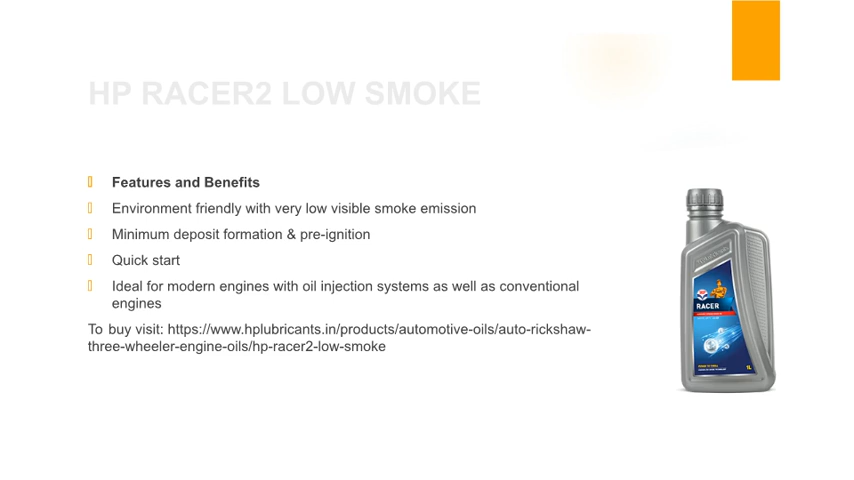 HP RACER2 LOW SMOKE
Features and Benefits
Environment friendly with very low visible smoke emission
Minimum deposit formation & pre-ignition
Quick start
Ideal for modern engines with oil injection systems as well as conventional
engines
To buy visit: https://www.hplubricants.in/products/automotive-oils/auto-rickshaw-
three-wheeler-engine-oils/hp-racer2-low-smoke
RACER
1L